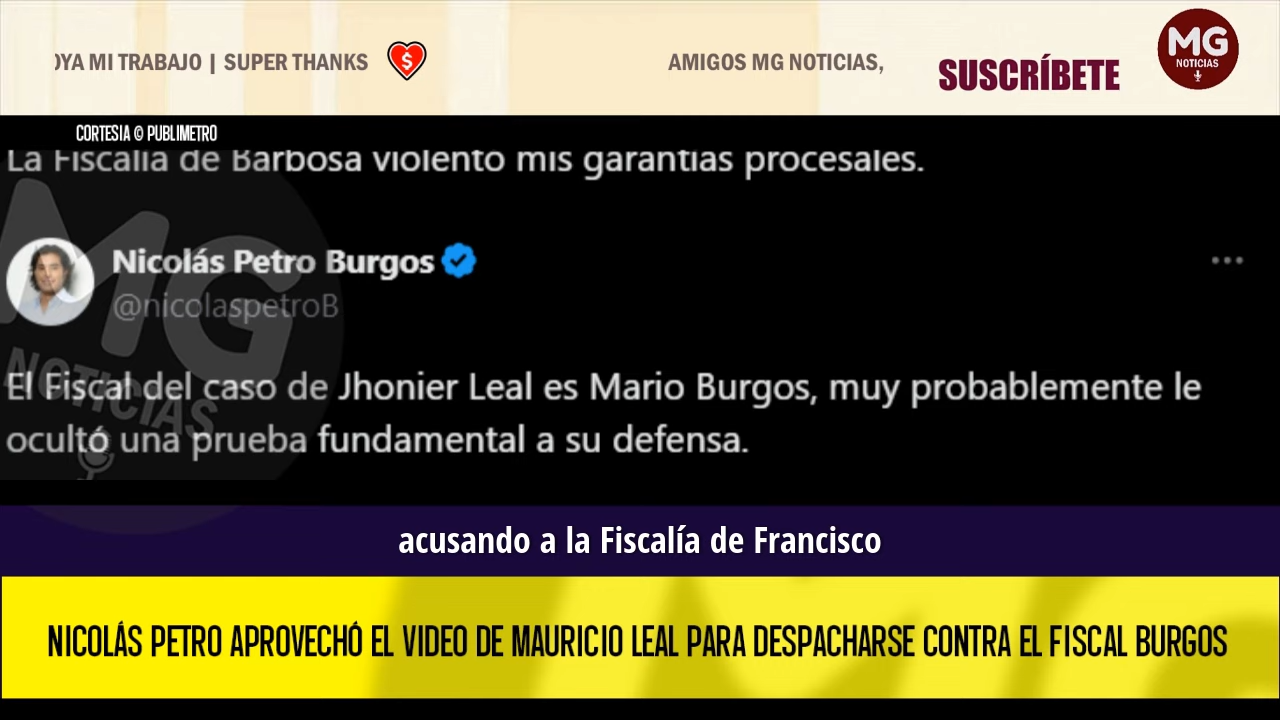 OYA MI TRABAJO | SUPER THANKS
AMIGOS MG NOTICIAS,
SUSCRÍBETE
MG
NOTICIAS
CORTESIA © PUBLIMETRO
La Fiscalía de Barbosa violentó mis garantías procesales.
Nicolás Petro Burgos
@nicolaspetroB
El Fiscal del caso de Jhonier Leal es Mario Burgos, muy probablemente le
ocultó una prueba fundamental a su defensa.
MG
NOTICIAS
acusando a la Fiscalía de Francisco
NICOLÁS PETRO APROVECHÓ EL VIDEO DE MAURICIO LEAL PARA DESPACHARSE CONTRA EL FISCAL BURGOS